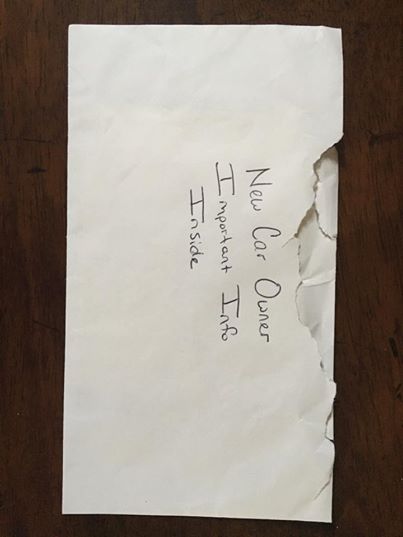 New Car Owner
Important Info
Inside